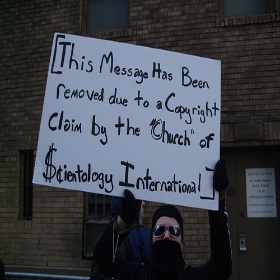 [This Message Has Been
removed due to a Copyright
Claim by the "Church" of
$cientology International]